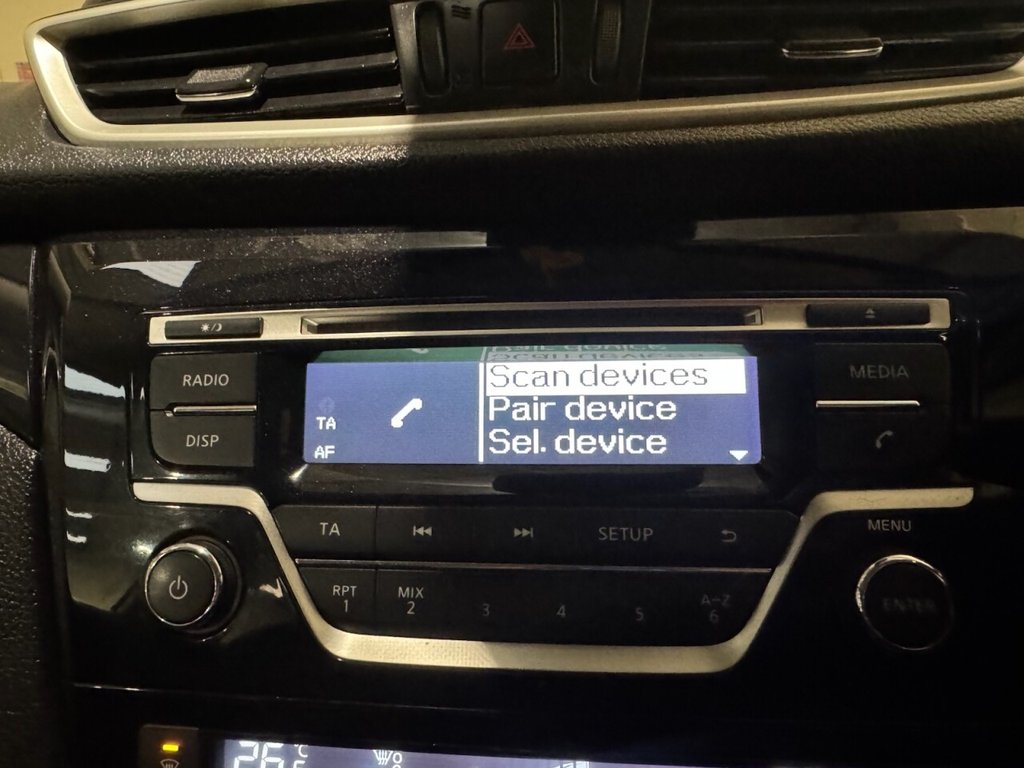 Scan devices
RADIO
MEDIA
TA
Pair device
DISP
AF
Sel. device
TA
SETUP
MENU
RPT
1
MIX
2
3
4
5
A-Z
6
ENTER
26 °C